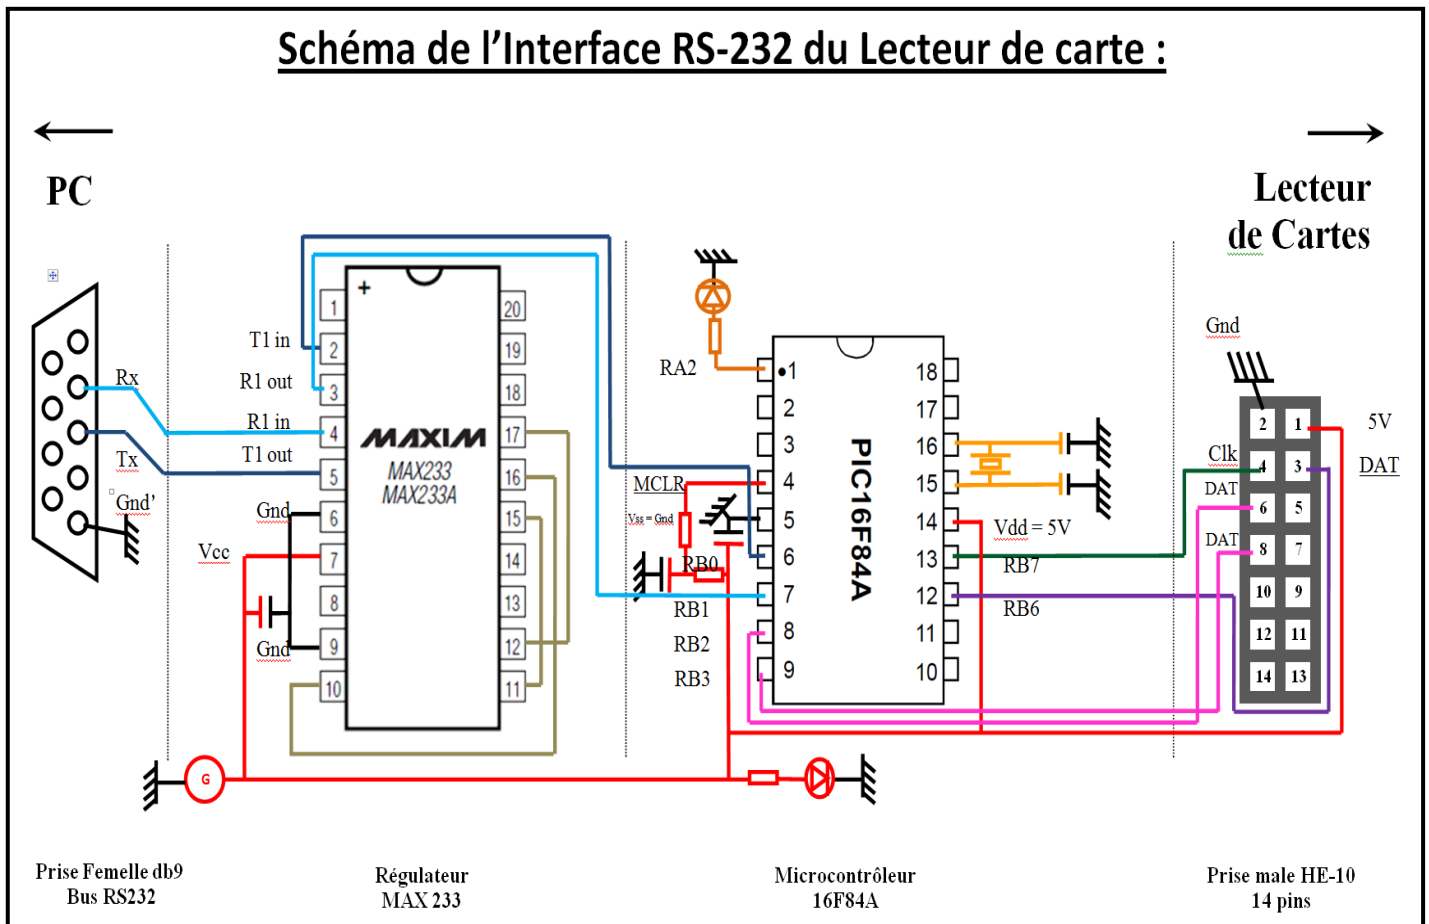 Schéma de l'Interface RS-232 du Lecteur de carte :
PC
Lecteur
de Cartes
Rx
Tx
Gnd'
T1 in
R1 out
R1 in
T1 out
Gnd
Vcc
Gnd
+
1
2
3
4
5
6
7
8
9
10
20
19
18
17
16
15
14
13
12
11
MAXIM
MAX233
MAX233A
RA2
MCLR
Vss = Gnd
RB0
RB1
RB2
RB3
1
2
3
4
5
6
7
8
9
18
17
16
15
14
13
12
11
10
PIC16F84A
Vdd = 5V
RB7
RB6
Gnd
5V
Clk
DAT
DAT
DAT
2 1
4 3
6 5
8 7
10 9
12 11
14 13
G
Prise Femelle db9
Bus RS232
Régulateur
MAX 233
Microcontrôleur
16F84A
Prise male HE-10
14 pins